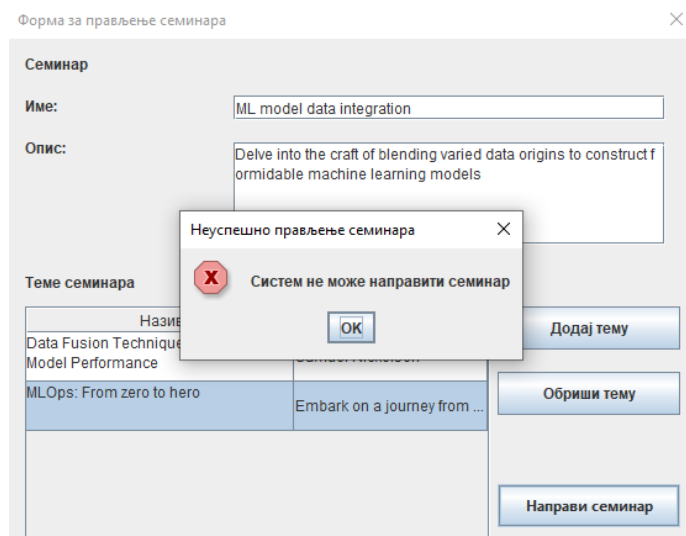 Форма за прављење семинара
Семинар
Име:
ML model data integration
Опис:
Delve into the craft of blending varied data origins to construct f
ormidable machine learning models
Неуспешно прављење семинара
Систем не може направити семинар
OK
Теме семинара
Data Fusion Technique
Model Performance
MLOps: From zero to hero
Embark on a journey from ...
Додај тему
Обриши тему
Направи семинар